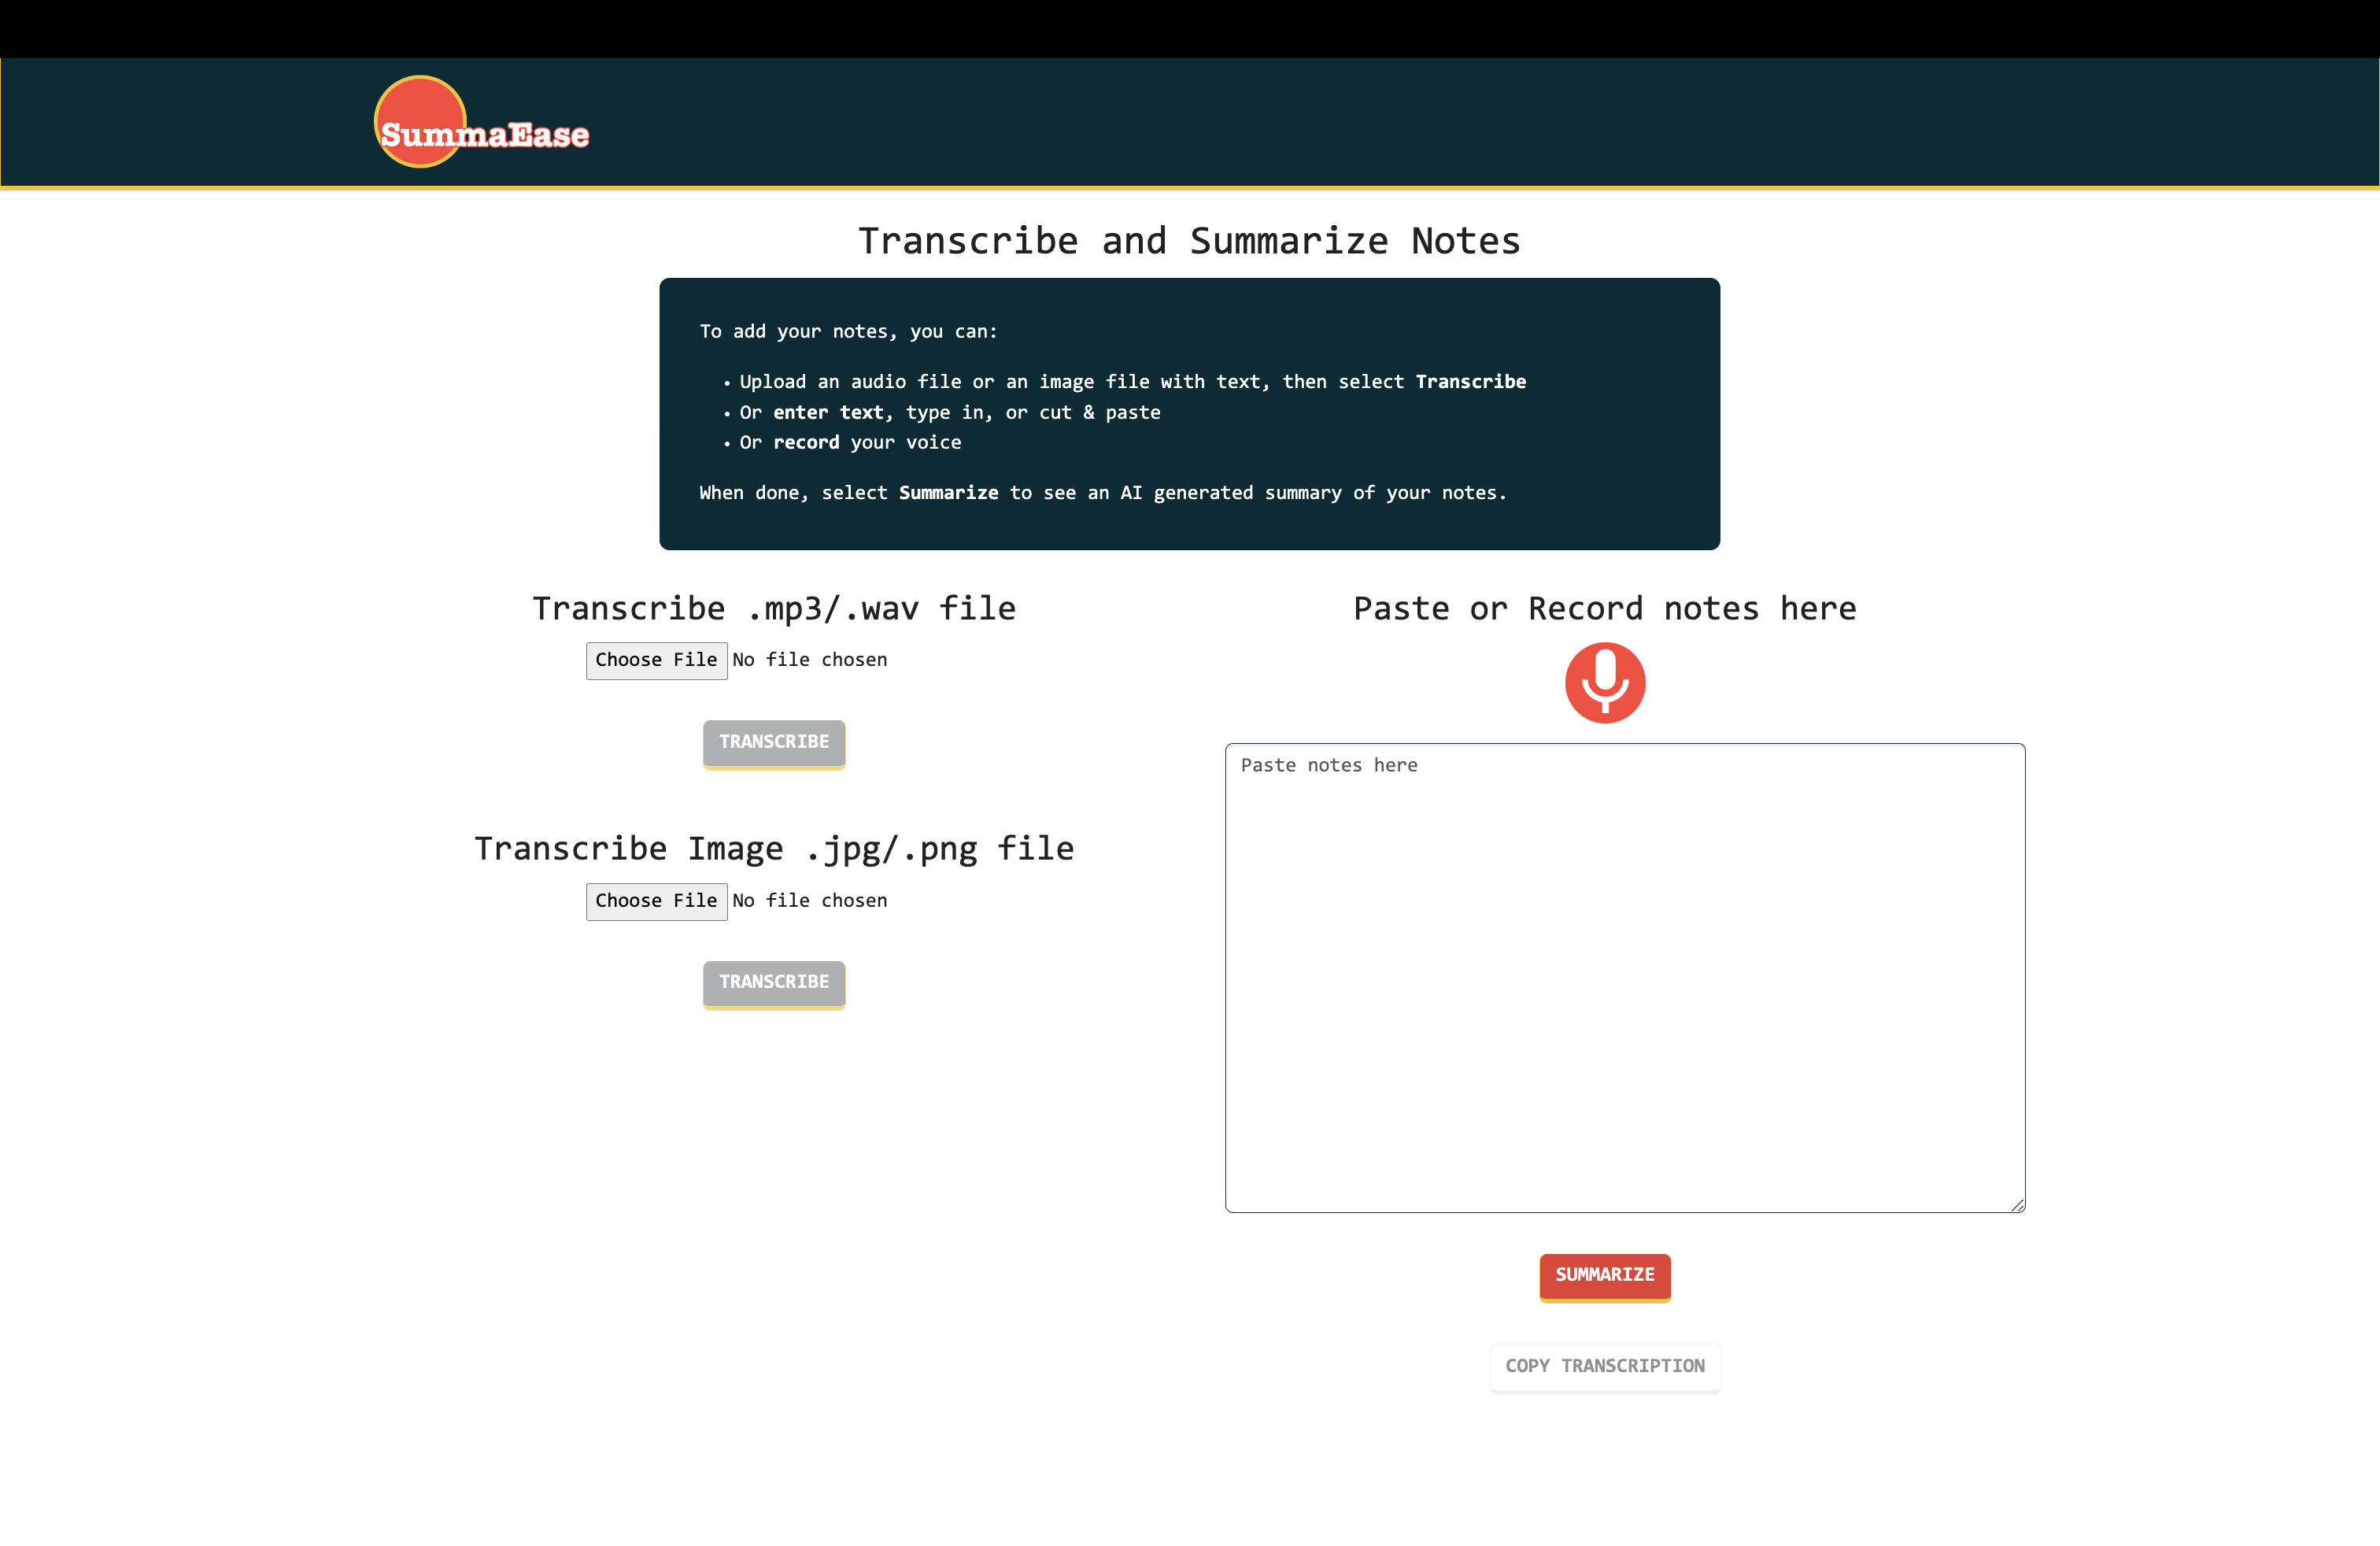 SummaEase
Transcribe and Summarize Notes
To add your notes, you can:
• Upload an audio file or an image file with text, then select Transcribe
• Or enter text, type in, or cut & paste
• Or record your voice
When done, select Summarize to see an AI generated summary of your notes.
Transcribe .mp3/.wav file
Choose File No file chosen
TRANSCRIBE
Transcribe Image .jpg/.png file
Choose File No file chosen
TRANSCRIBE
Paste or Record notes here
Paste notes here
SUMMARIZE
COPY TRANSCRIPTION